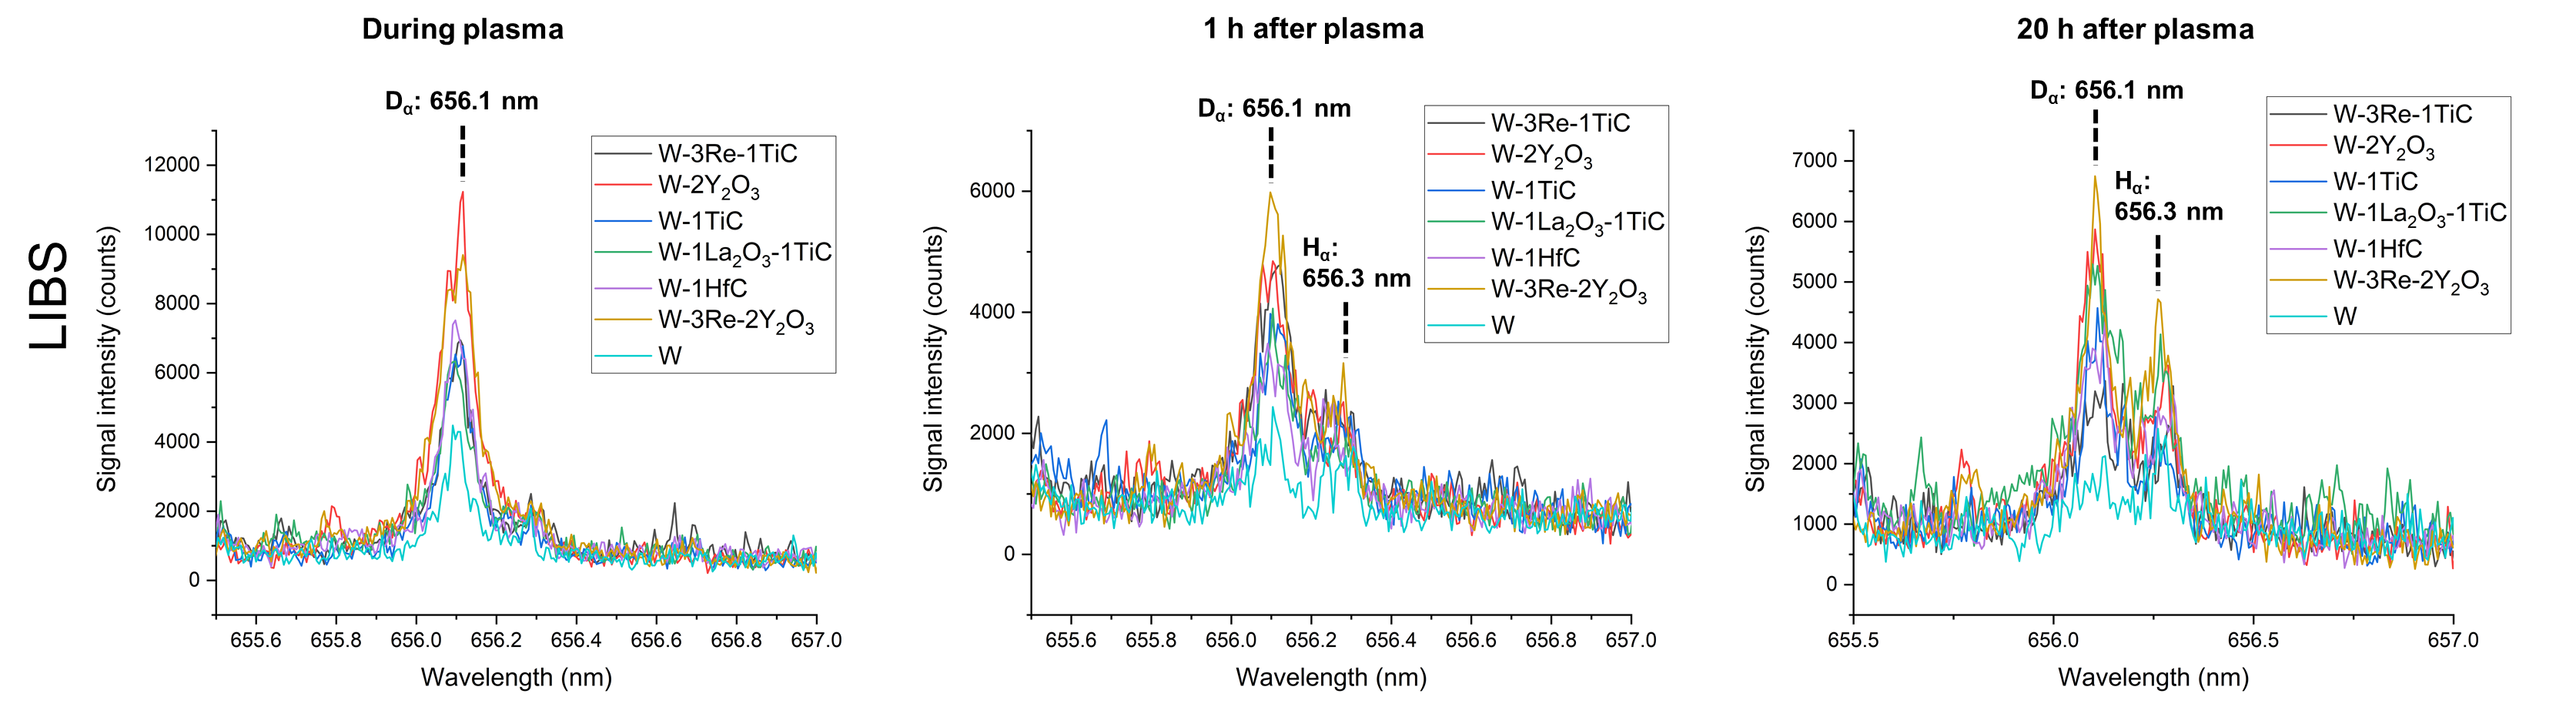 During plasma
1 h after plasma
20 h after plasma
LIBS
Dα: 656.1 nm
W-3Re-1TiC
W-2Y2O3
W-1TiC
W-1La2O3-1TiC
W-1HfC
W-3Re-2Y2O3
W
Signal intensity (counts)
12000
10000
8000
6000
4000
2000
0
655.6 655.8 656.0 656.2 656.4 656.6 656.8 657.0
Wavelength (nm)
Dα: 656.1 nm
Hα:
656.3 nm
W-3Re-1TiC
W-2Y2O3
W-1TiC
W-1La2O3-1TiC
W-1HfC
W-3Re-2Y2O3
W
Signal intensity (counts)
6000
4000
2000
0
655.6 655.8 656.0 656.2 656.4 656.6 656.8 657.0
Wavelength (nm)
Dα: 656.1 nm
Hα:
656.3 nm
W-3Re-1TiC
W-2Y2O3
W-1TiC
W-1La2O3-1TiC
W-1HfC
W-3Re-2Y2O3
W
Signal intensity (counts)
7000
6000
5000
4000
3000
2000
1000
0
655.5 656.0 656.5 657.0
Wavelength (nm)